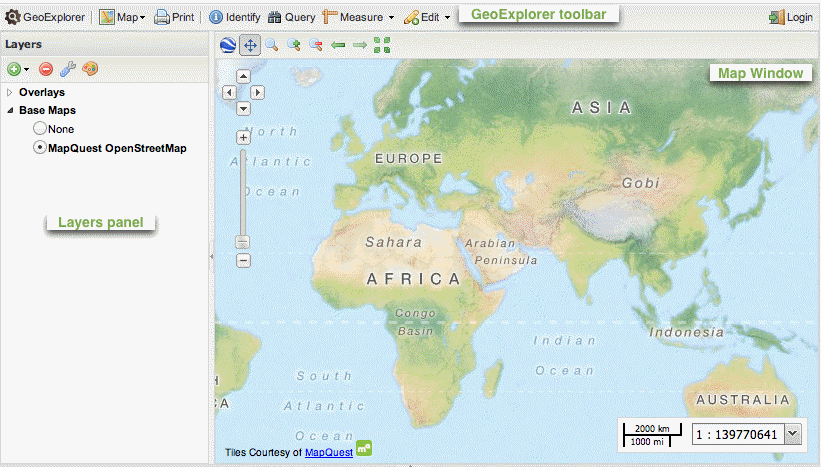 GeoExplorer Map Print Identify Query Measure Edit GeoExplorer toolbar Login
Layers
Map Window
Overlays
Base Maps
None
MapQuest OpenStreetMap
Layers panel
ASIA
North
Atlantic
Ocean
EUROPE
Gobi
Sahara
Arabian
Peninsula
AFRICA
Congo
Basin
Indonesia
Indian
Ocean
South
Atlantic
Ocean
H
CA
AUSTRALIA
2000 km
1000 mi
1 : 139770641
Tiles Courtesy of MapQuest mq